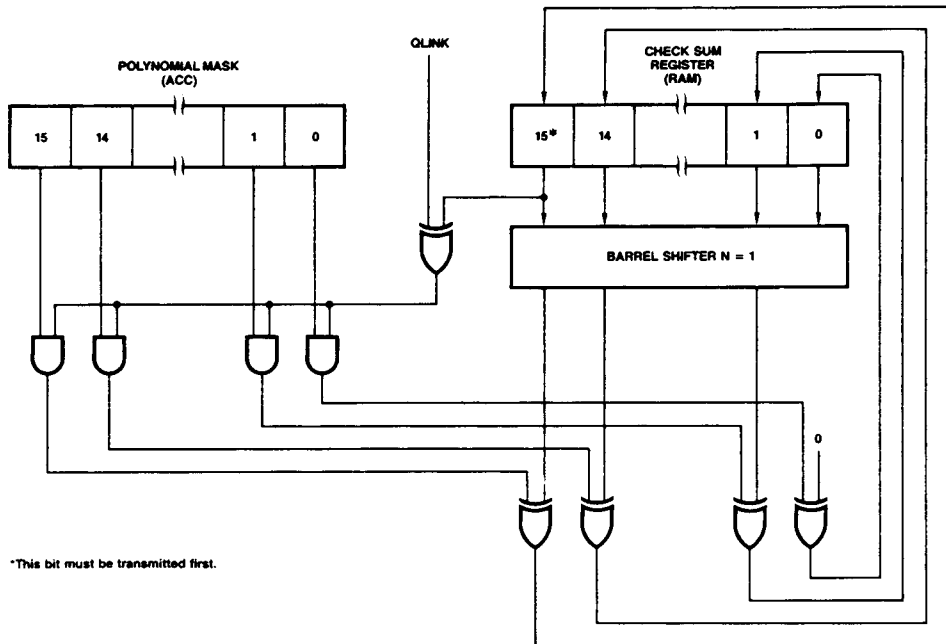 QLINK
POLYNOMIAL MASK
(ACC)
CHECK SUM
REGISTER
(RAM)
15 14 1 0
15* 14 1 0
BARREL SHIFTER N = 1
0
*This bit must be transmitted first.